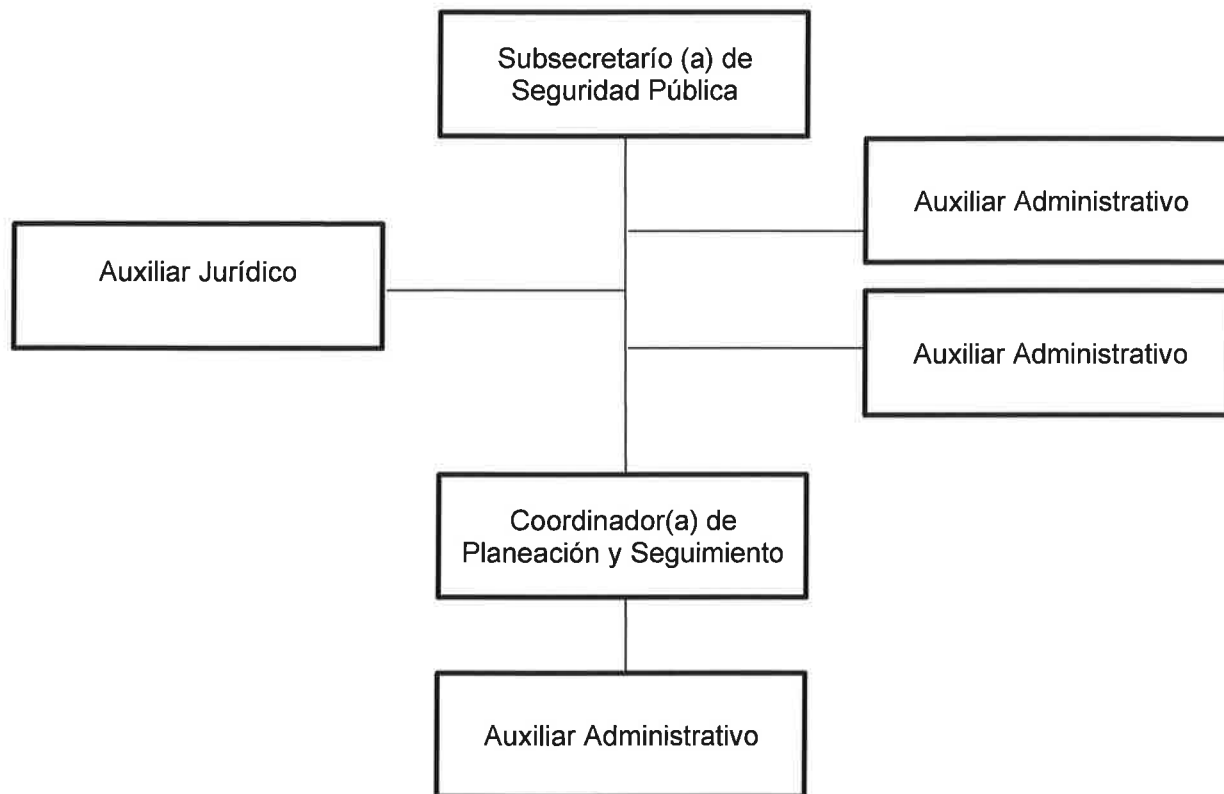 Subsecretarío (a) de
Seguridad Pública
Auxiliar Administrativo
Auxiliar Jurídico
Auxiliar Administrativo
Coordinador(a) de
Planeación y Seguimiento
Auxiliar Administrativo